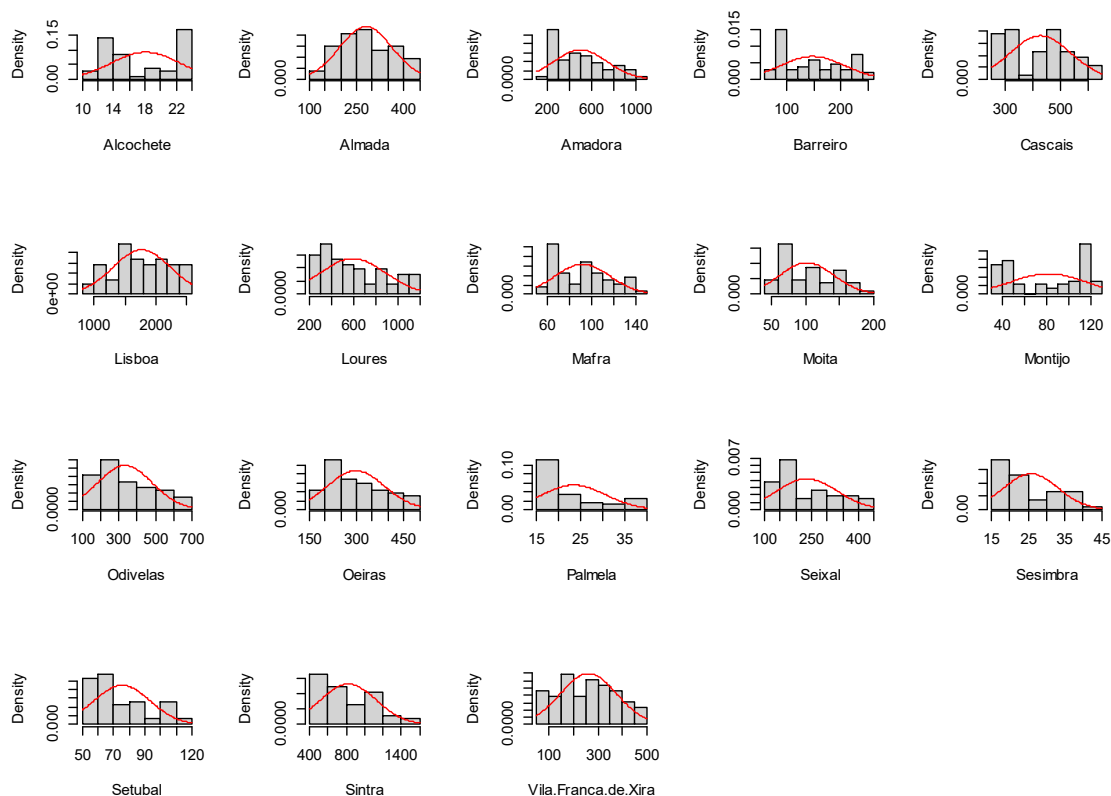 Density 0.00 0.15 10 14 18 22 Alcochete
Density 100 250 400 Almada
Density 0.0000 200 600 1000 Amadora
Density 0.000 0.015 100 200 Barreiro
Density 0.000 300 500 Cascais
Density 0e+00 1000 2000 Lisboa
Density 0.0000 200 600 1000 Loures
Density 0.000 60 100 140 Mafra
Density 0.000 50 100 200 Moita
Density 0.000 40 80 120 Montijo
Density 0.0000 100 300 500 700 Odivelas
Density 0.000 150 300 450 Oeiras
Density 0.00 0.10 15 25 35 Palmela
Density 0.000 0.007 100 250 400 Seixal
Density 0.00 15 25 35 45 Sesimbra
Density 0.000 50 70 90 120 Setubal
Density 0.0000 400 800 1400 Sintra
Density 0.0000 100 300 500 Vila.Franca.de.Xira